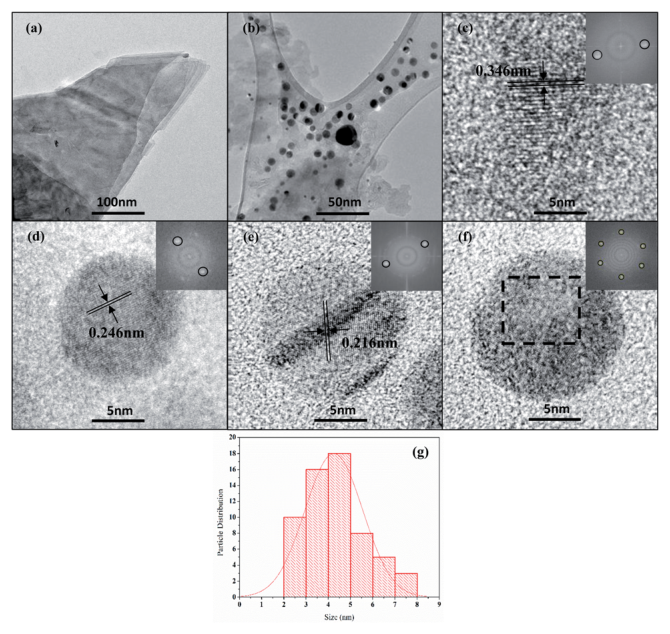 (a)
(b)
(c)
0.346nm
100nm
50nm
5nm
(d)
(e)
(f)
0.246nm
0.216nm
5nm
5nm
5nm
(g)
20
18
16
14
12
10
8
6
4
2
0
Particle Distribution
0 1 2 3 4 5 6 7 8 9
Size (nm)